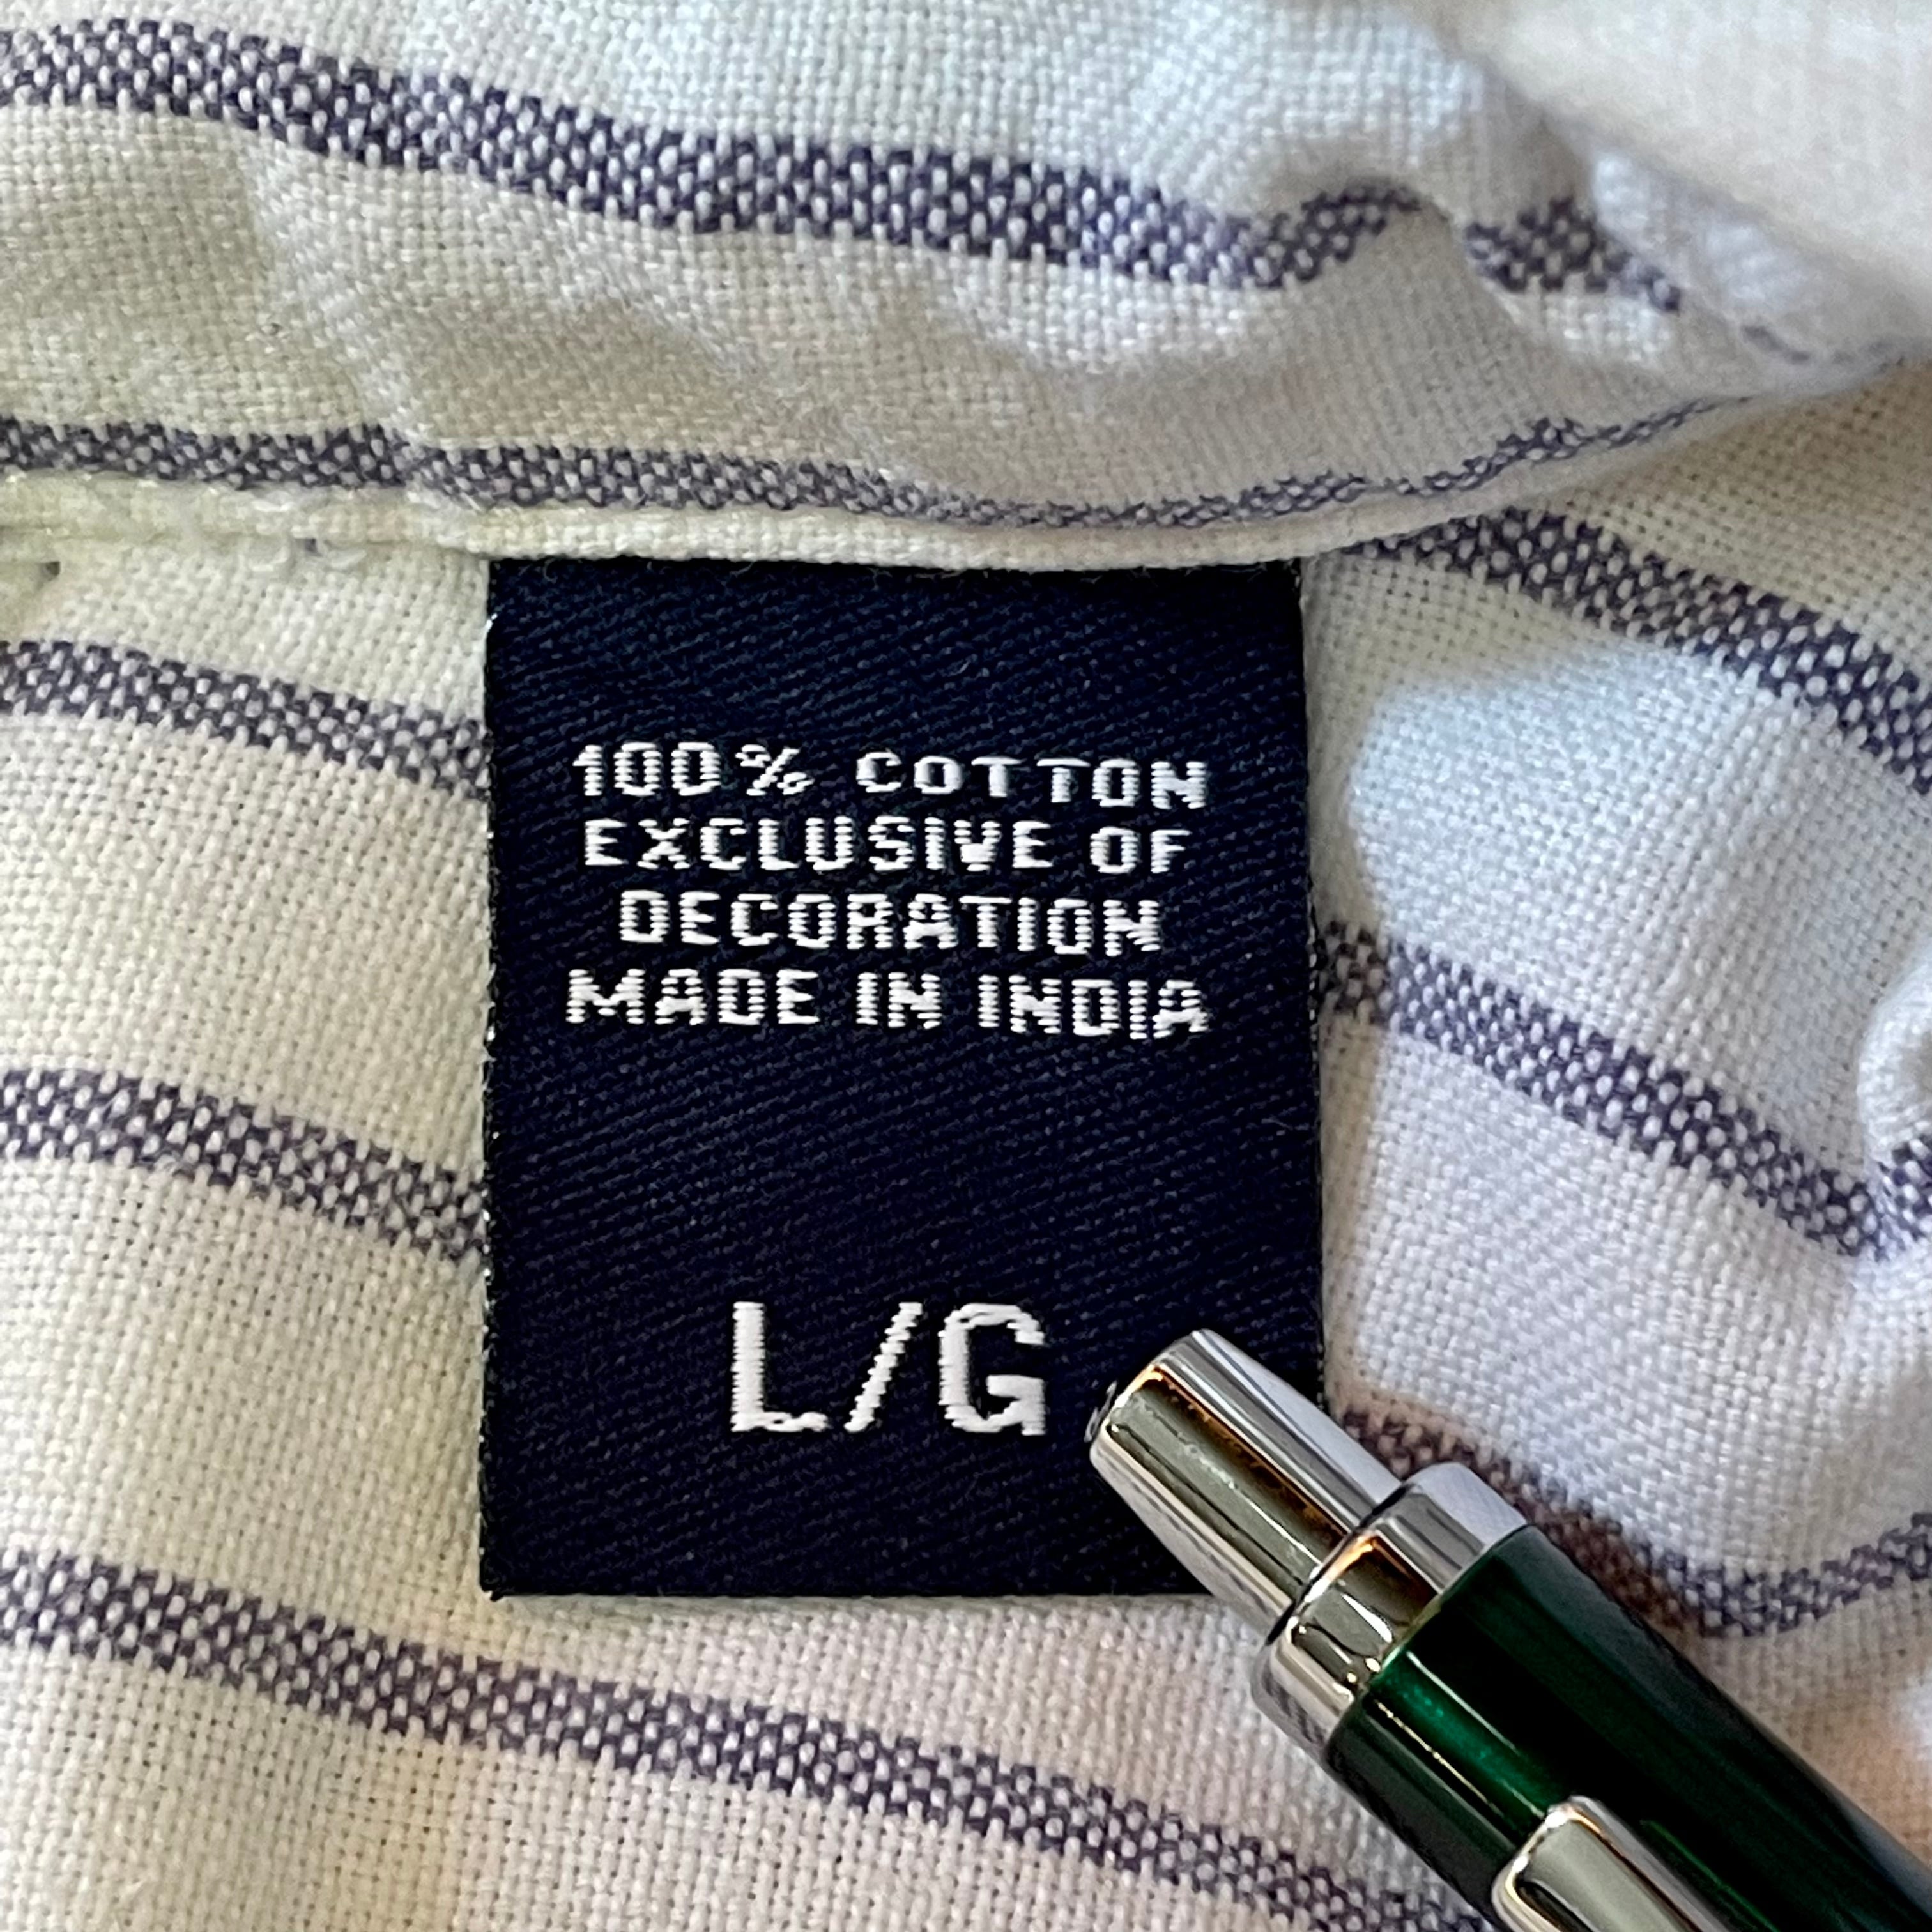 100% COTTON
EXCLUSIVE OF
DECORATION
MADE IN INDIA
L/G